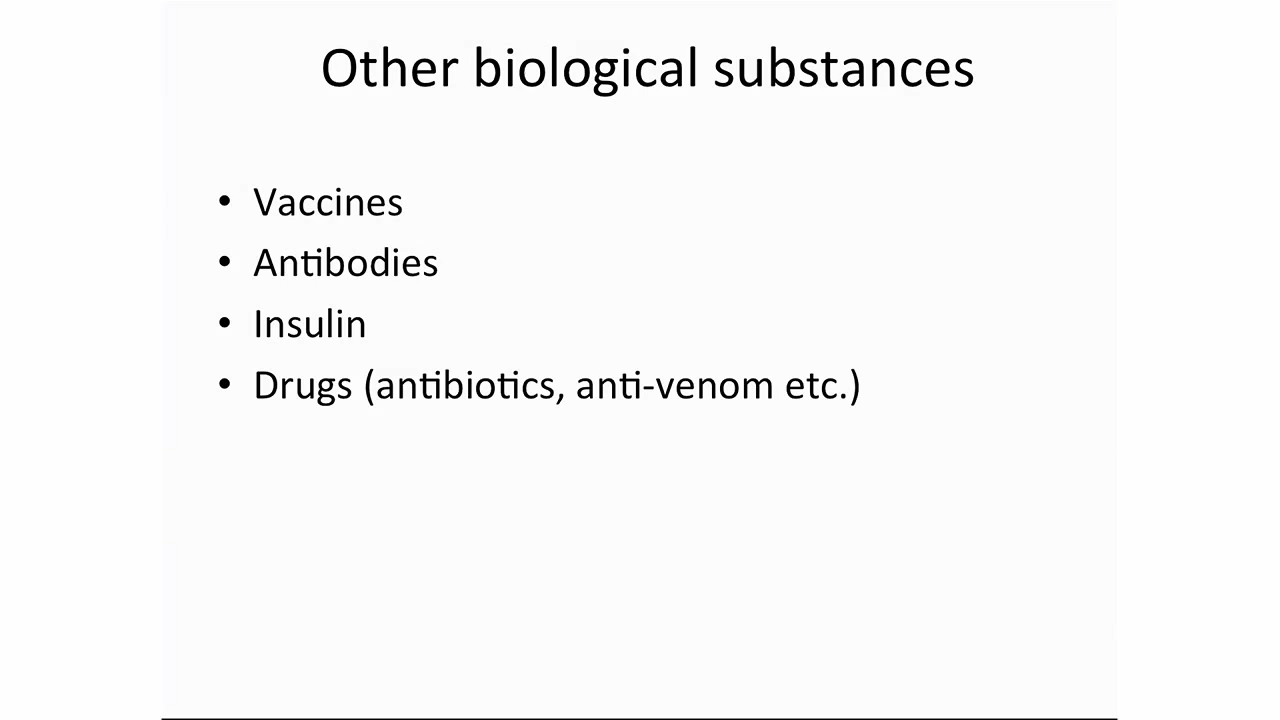 Other biological substances
• Vaccines
• Antibodies
• Insulin
• Drugs (antibiotics, anti-venom etc.)